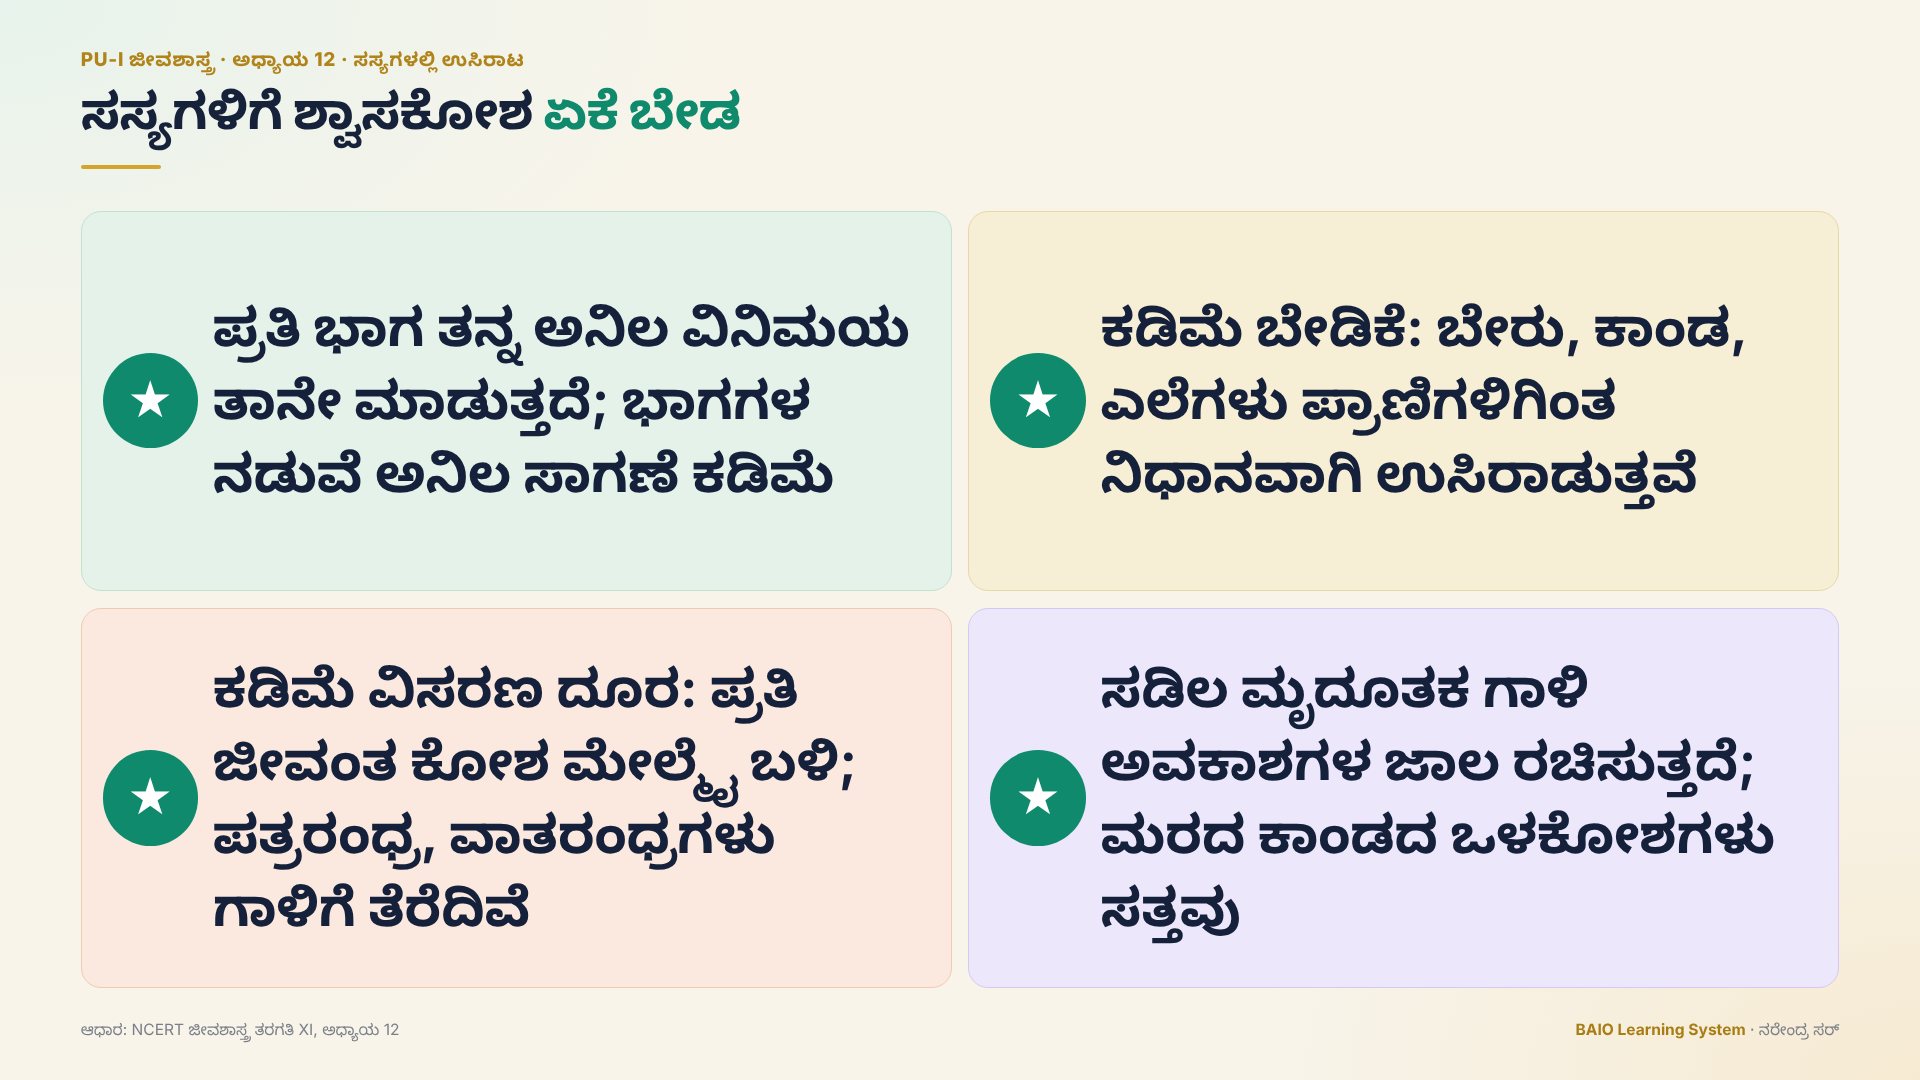 PU-I ಜೀವಶಾಸ್ತ್ರ · ಅಧ್ಯಾಯ 12 · ಸಸ್ಯಗಳಲ್ಲಿ ಉಸಿರಾಟ
ಸಸ್ಯಗಳಿಗೆ ಶ್ವಾಸಕೋಶ ಏಕೆ ಬೇಡ
ಪ್ರತಿ ಭಾಗ ತನ್ನ ಅನಿಲ ವಿನಿಮಯ
ತಾನೇ ಮಾಡುತ್ತದೆ; ಭಾಗಗಳ
ನಡುವೆ ಅನಿಲ ಸಾಗಣೆ ಕಡಿಮೆ
ಕಡಿಮೆ ಬೇಡಿಕೆ: ಬೇರು, ಕಾಂಡ,
ಎಲೆಗಳು ಪ್ರಾಣಿಗಳಿಗಿಂತ
ನಿಧಾನವಾಗಿ ಉಸಿರಾಡುತ್ತವೆ
ಕಡಿಮೆ ವಿಸರಣ ದೂರ: ಪ್ರತಿ
ಜೀವಂತ ಕೋಶ ಮೇಲ್ಮೈ ಬಳಿ;
ಪತ್ರರಂಧ್ರ, ವಾತರಂಧ್ರಗಳು
ಗಾಳಿಗೆ ತೆರೆದಿವೆ
ಸಡಿಲ ಮೃದೂತಕ ಗಾಳಿ
ಅವಕಾಶಗಳ ಜಾಲ ರಚಿಸುತ್ತದೆ;
ಮರದ ಕಾಂಡದ ಒಳಕೋಶಗಳು
ಸತ್ತವು
ಆಧಾರ: NCERT ಜೀವಶಾಸ್ತ್ರ ತರಗತಿ XI, ಅಧ್ಯಾಯ 12
BAIO Learning System · ನರೇಂದ್ರ ಸರ್